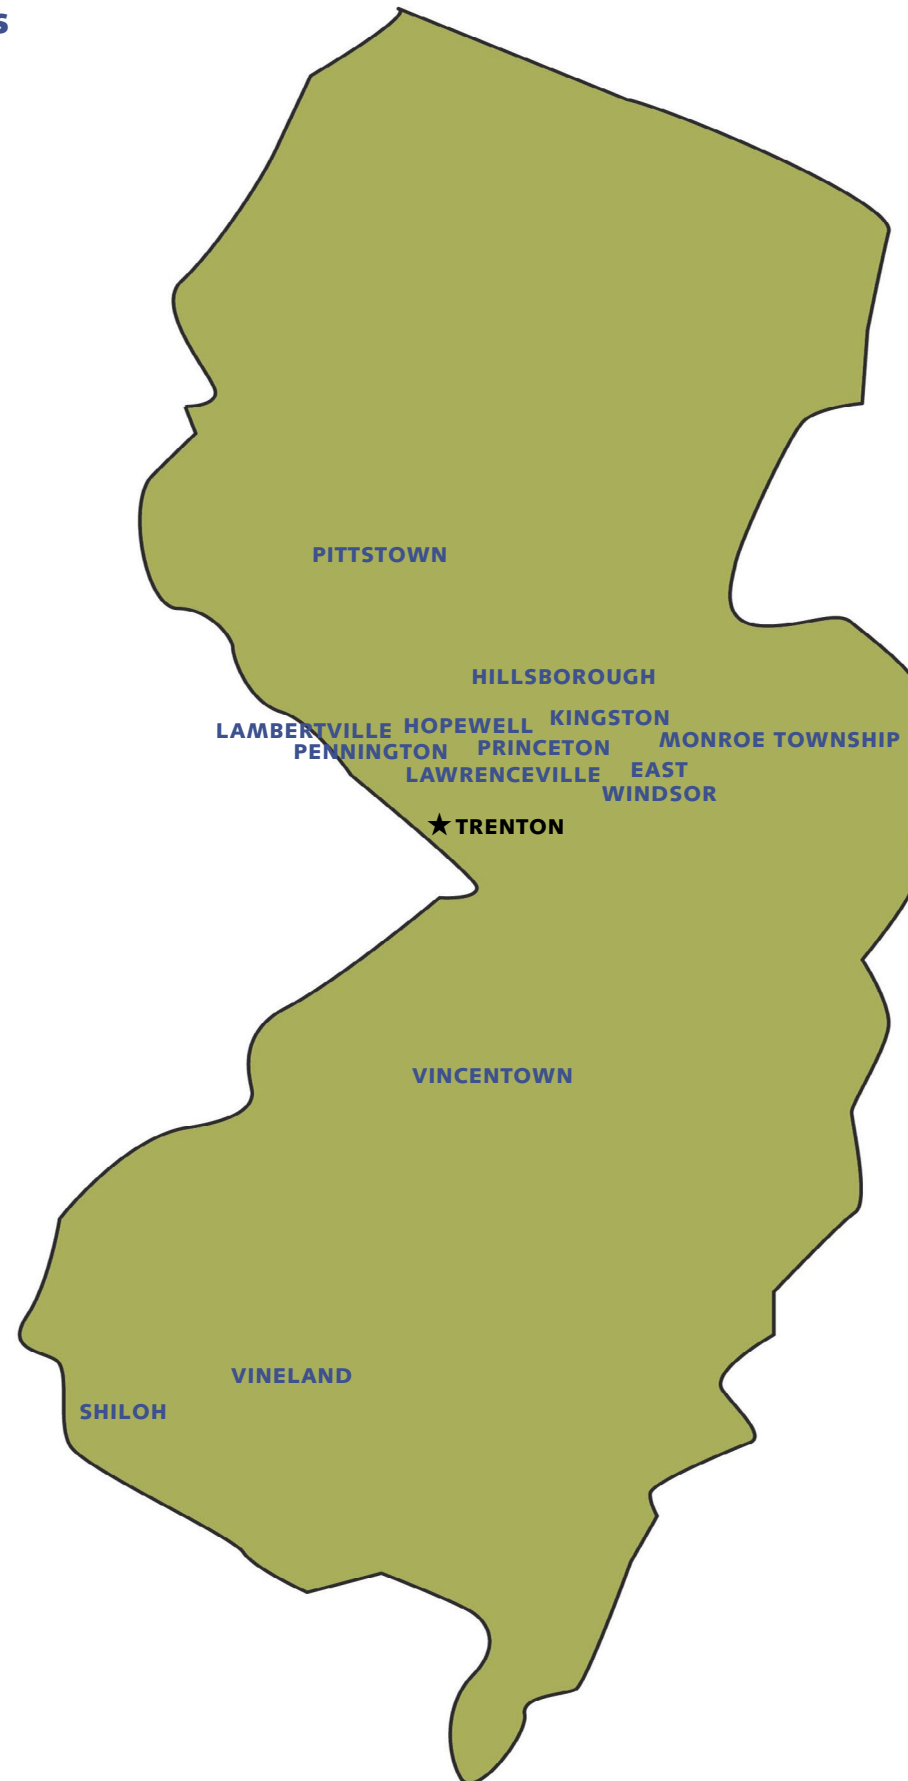 PITTSTOWN
HILLSBOROUGH
KINGSTON
HOPEWELL
LAMBERTVILLE
MONROE TOWNSHIP
PRINCETON
PENNINGTON
EAST
WINDSOR
LAWRENCEVILLE
★ TRENTON
VINCENTOWN
VINELAND
SHILOH